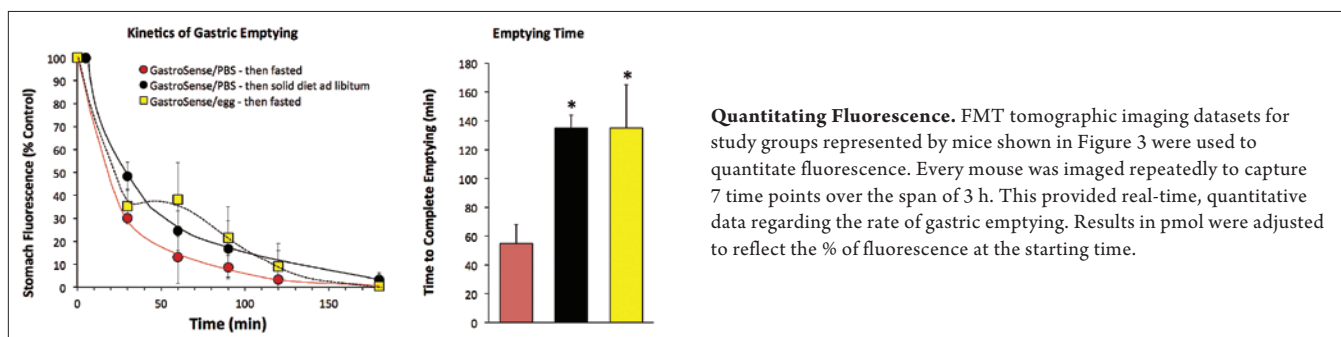 Kinetics of Gastric Emptying
Stomach Fluorescence (% Control)
100
90
80
70
60
50
40
30
20
10
0
GastroSense/PBS - then fasted
GastroSense/PBS - then solid diet ad libitum
GastroSense/egg - then fasted
0
50
100
150
Time (min)
Emptying Time
Time to Complete Emptying (min)
180
160
140
120
100
80
60
40
20
0
*
*
Quantitating Fluorescence. FMT tomographic imaging datasets for
study groups represented by mice shown in Figure 3 were used to
quantitate fluorescence. Every mouse was imaged repeatedly to capture
7 time points over the span of 3 h. This provided real-time, quantitative
data regarding the rate of gastric emptying. Results in pmol were adjusted
to reflect the % of fluorescence at the starting time.